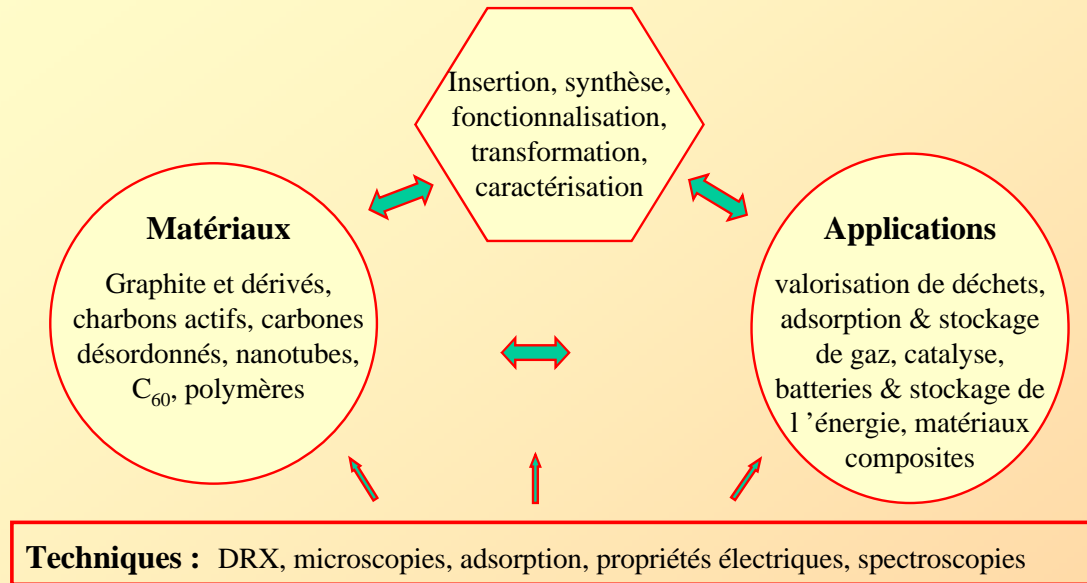 Insertion, synthèse,
fonctionnalisation,
transformation,
caractérisation
Matériaux
Graphite et dérivés,
charbons actifs, carbones
désordonnés, nanotubes,
C₆₀, polymères
Applications
valorisation de déchets,
adsorption & stockage
de gaz, catalyse,
batteries & stockage de
l ’énergie, matériaux
composites
Techniques : DRX, microscopies, adsorption, propriétés électriques, spectroscopies